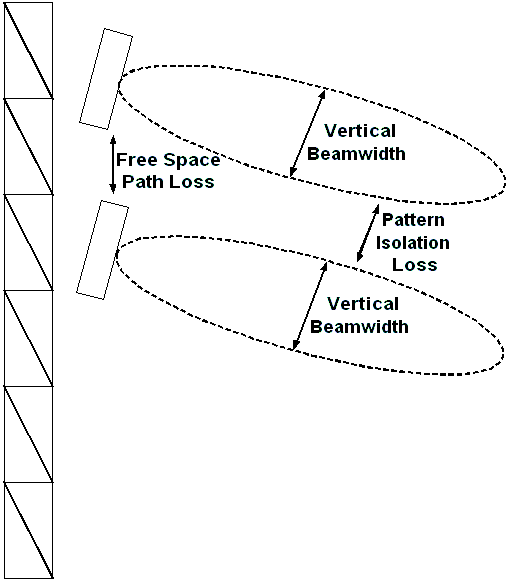 Vertical
Beamwidth
Free Space
Path Loss
Pattern
Isolation
Loss
Vertical
Beamwidth